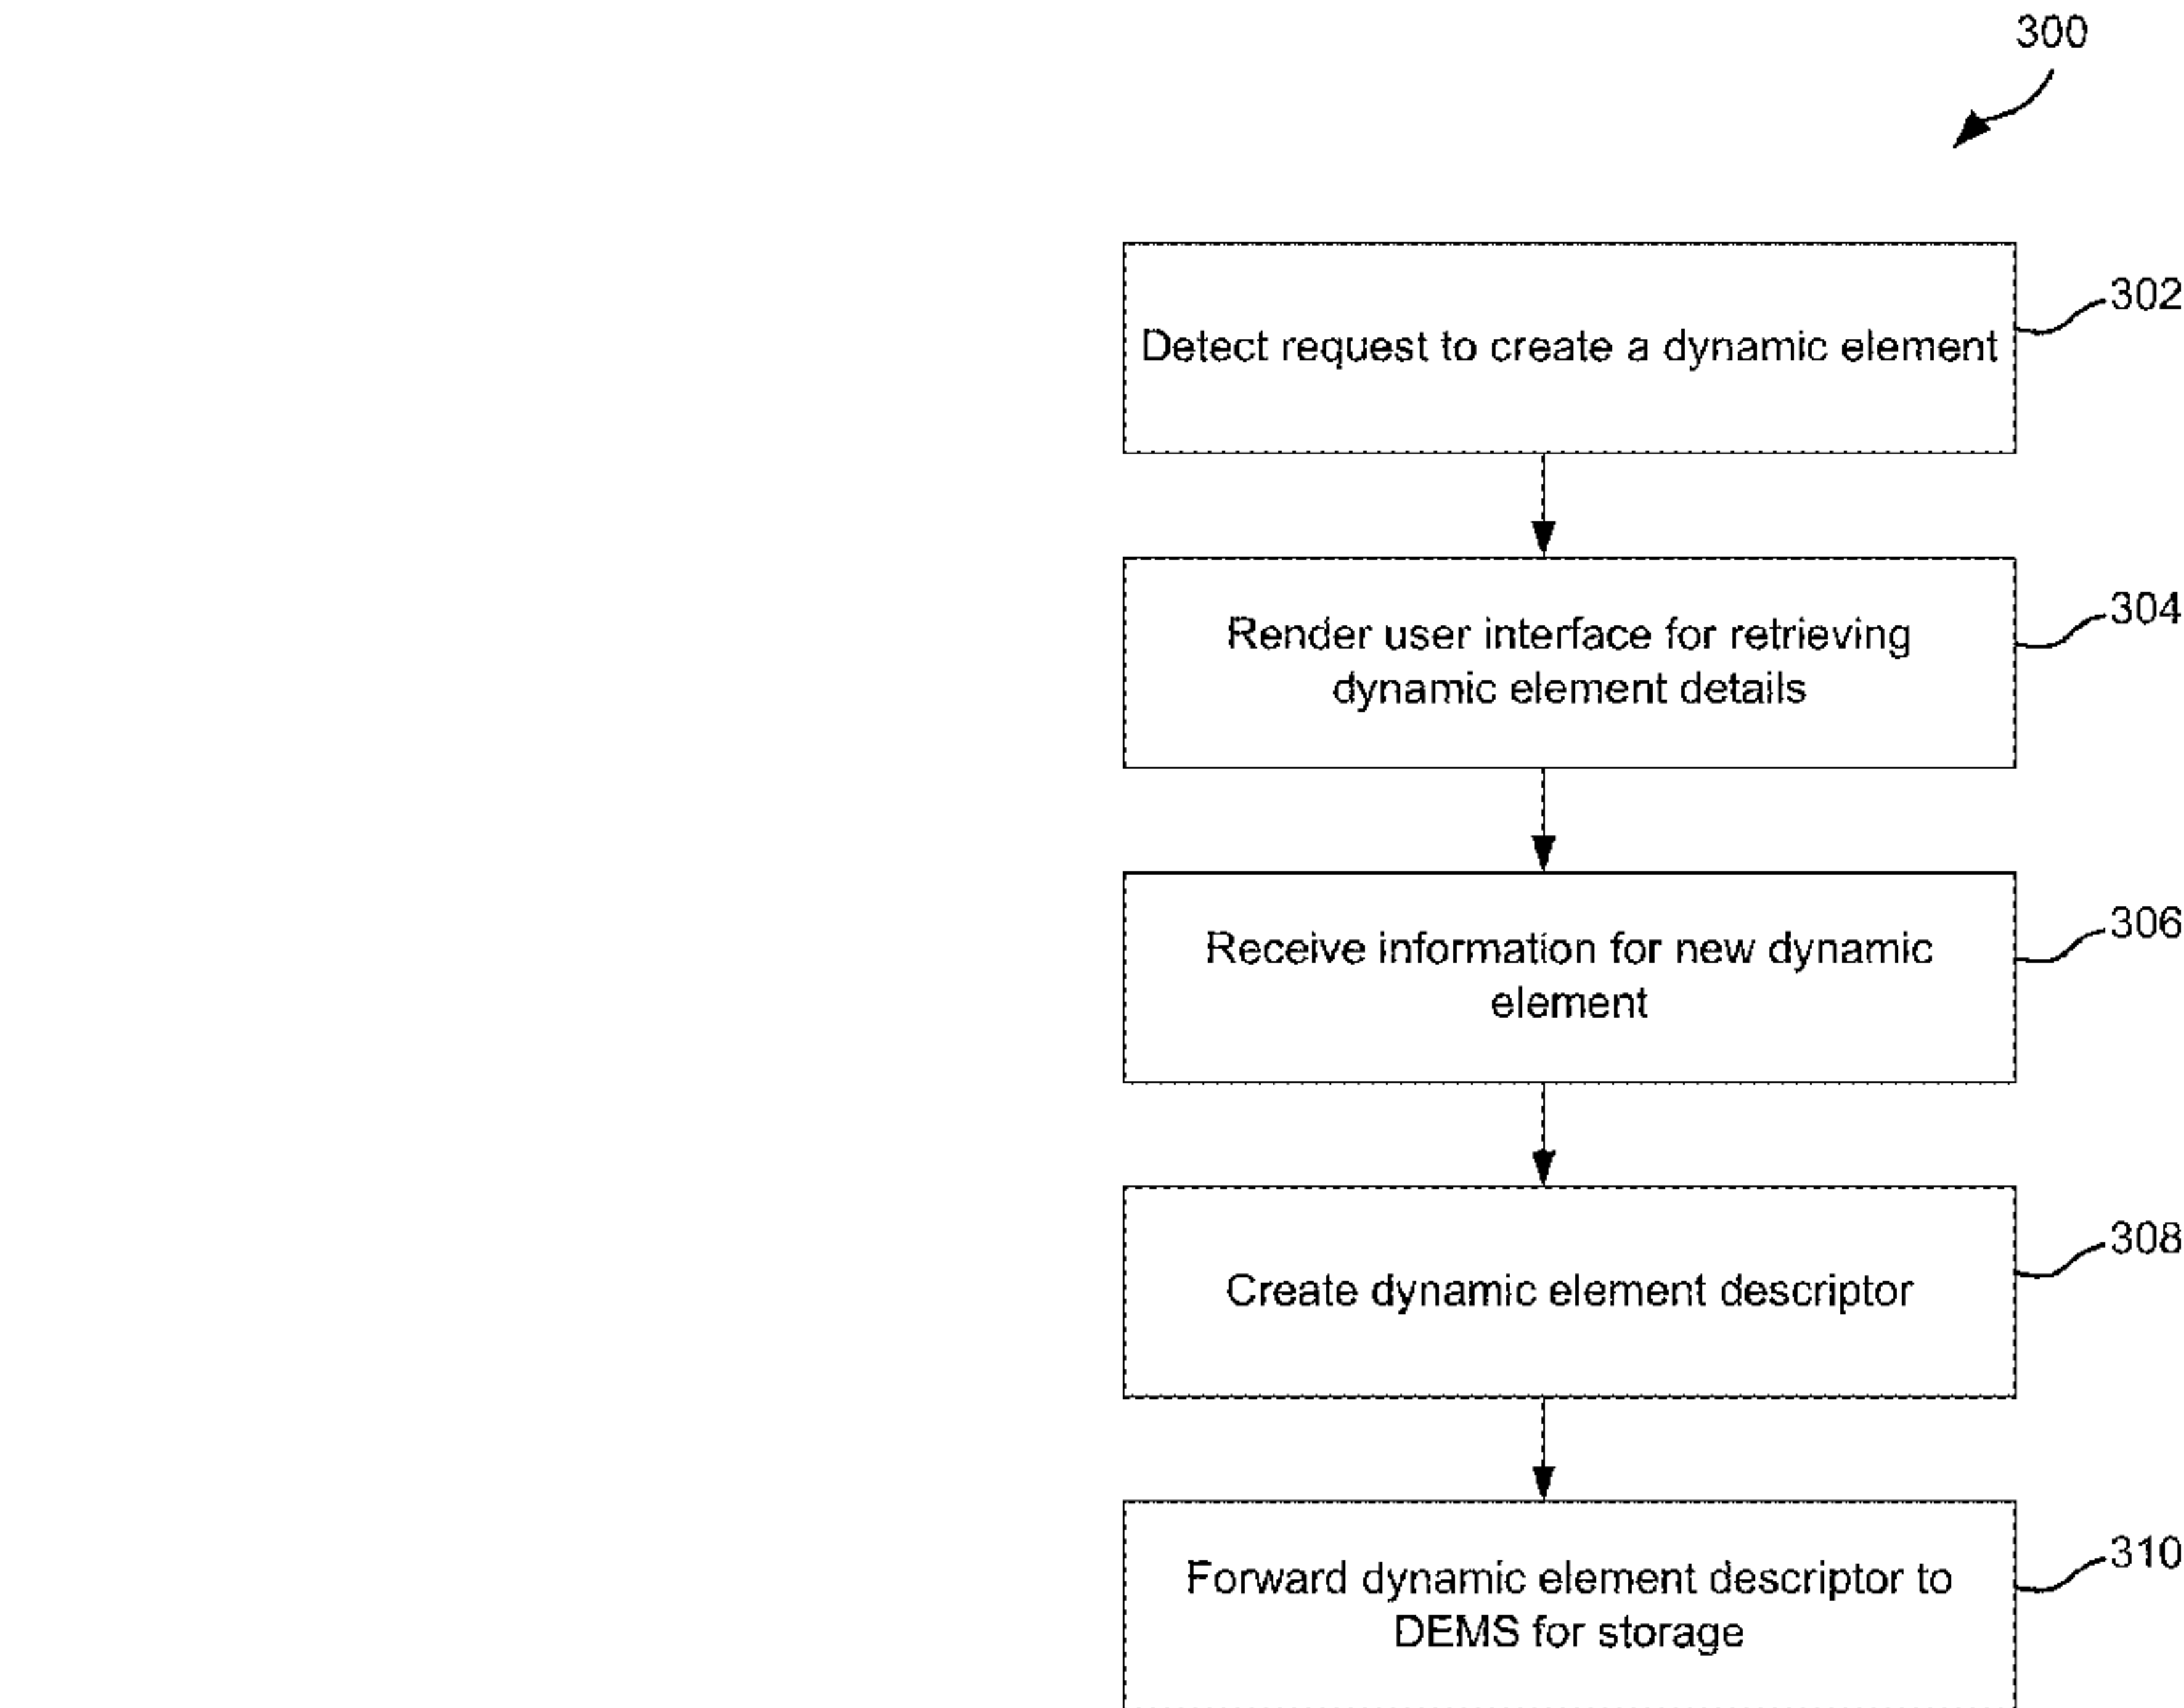 300
Detect request to create a dynamic element
302
Render user interface for retrieving
dynamic element details
304
Receive information for new dynamic
element
306
Create dynamic element descriptor
308
Forward dynamic element descriptor to
DEMS for storage
310